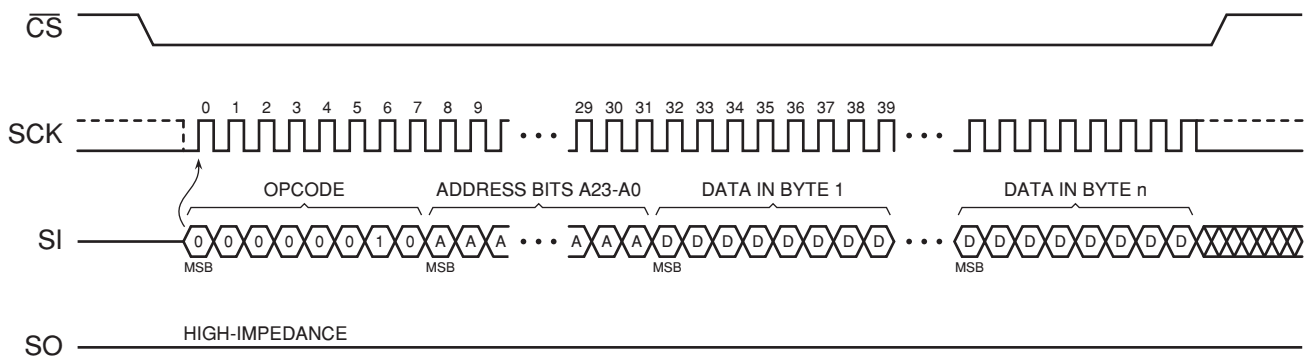 CS
0 1 2 3 4 5 6 7 8 9 29 30 31 32 33 34 35 36 37 38 39
SCK
OPCODE ADDRESS BITS A23-A0 DATA IN BYTE 1 DATA IN BYTE n
SI 0 0 0 0 0 0 1 0 A A A A A A D D D D D D D D D D D D D D D D
MSB MSB MSB MSB
HIGH-IMPEDANCE
SO